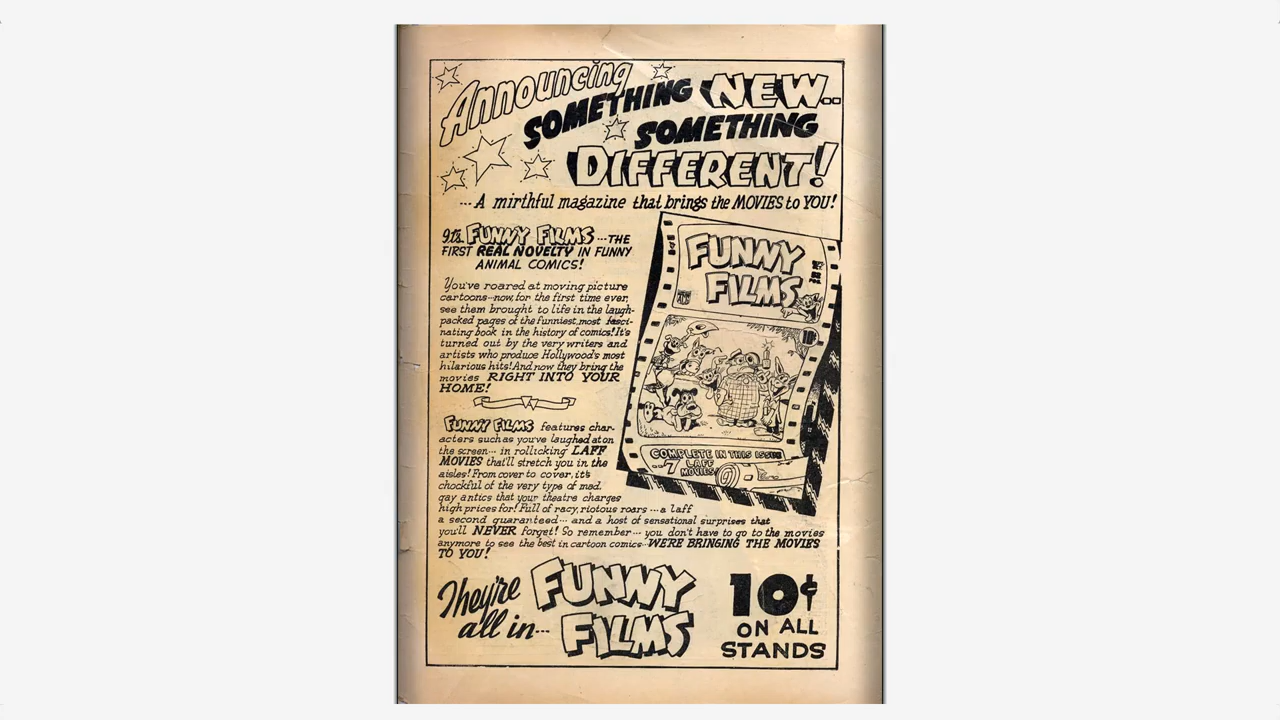 Announcing
SOMETHING NEW..
SOMETHING
DIFFERENT!
...A mirthful magazine that brings the MOVIES to YOU!
It's FUNNY FILMS...THE
FIRST REAL NOVELTY IN FUNNY
ANIMAL COMICS!
You've roared at moving picture
cartoons--now, for the first time ever,
see them brought to life in the laugh-
packed pages of the funniest, most fasci-
nating book in the history of comics! It's
turned out by the very writers and
artists who produce Hollywood's most
hilarious hits! And now they bring the
movies RIGHT INTO YOUR
HOME!
FUNNY FILMS features char-
acters such as you've laughed at on
the screen... in rollicking LAFF
MOVIES that'll stretch you in the
aisles! From cover to cover, it's
chockful of the very type of mad,
gay antics that your theatre charges
high prices for! Full of racy, riotous roars ... a laff
a second guaranteed... and a host of sensational surprises that
you'll NEVER forget! So remember... you don't have to go to the movies
anymore to see the best in cartoon comics--WE'RE BRINGING THE MOVIES
TO YOU!
FUNNY
FILMS
10¢
COMPLETE IN THIS ISSUE
...7 LAFF
MOVIES!
They're
all in...
FUNNY
FILMS
10¢
ON ALL
STANDS